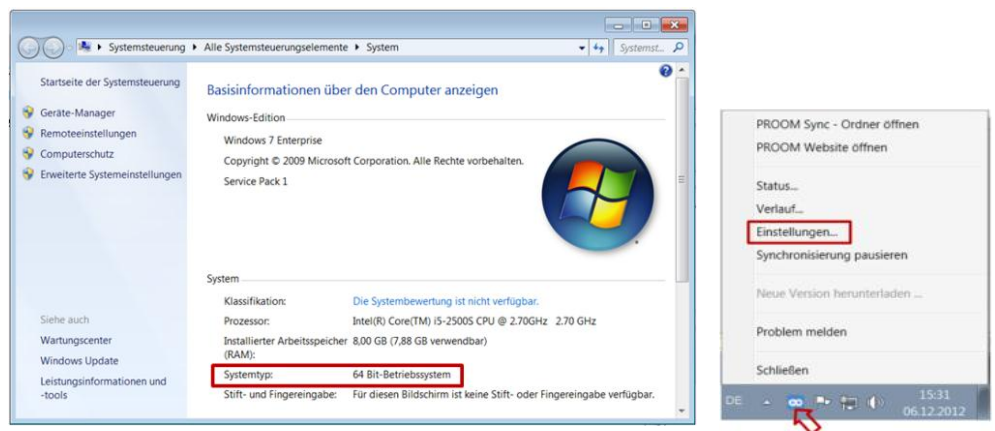 Systemsteuerung Alle Systemsteuerungselemente System
Systemst...
Startseite der Systemsteuerung
Geräte-Manager
Remoteeinstellungen
Computerschutz
Erweiterte Systemeinstellungen
Siehe auch
Wartungscenter
Windows Update
Leistungsinformationen und
-tools
Basisinformationen über den Computer anzeigen
Windows-Edition
Windows 7 Enterprise
Copyright © 2009 Microsoft Corporation. Alle Rechte vorbehalten.
Service Pack 1
System
Klassifikation: Die Systembewertung ist nicht verfügbar.
Prozessor: Intel(R) Core(TM) i5-2500S CPU @ 2.70GHz 2.70 GHz
Installierter Arbeitsspeicher 8,00 GB (7,88 GB verwendbar)
(RAM):
Systemtyp: 64 Bit-Betriebssystem
Stift- und Fingereingabe: Für diesen Bildschirm ist keine Stift- oder Fingereingabe verfügbar.
PROOM Sync - Ordner öffnen
PROOM Website öffnen
Status...
Verlauf...
Einstellungen...
Synchronisierung pausieren
Neue Version herunterladen ...
Problem melden
Schließen
DE
15:31
06.12.2012